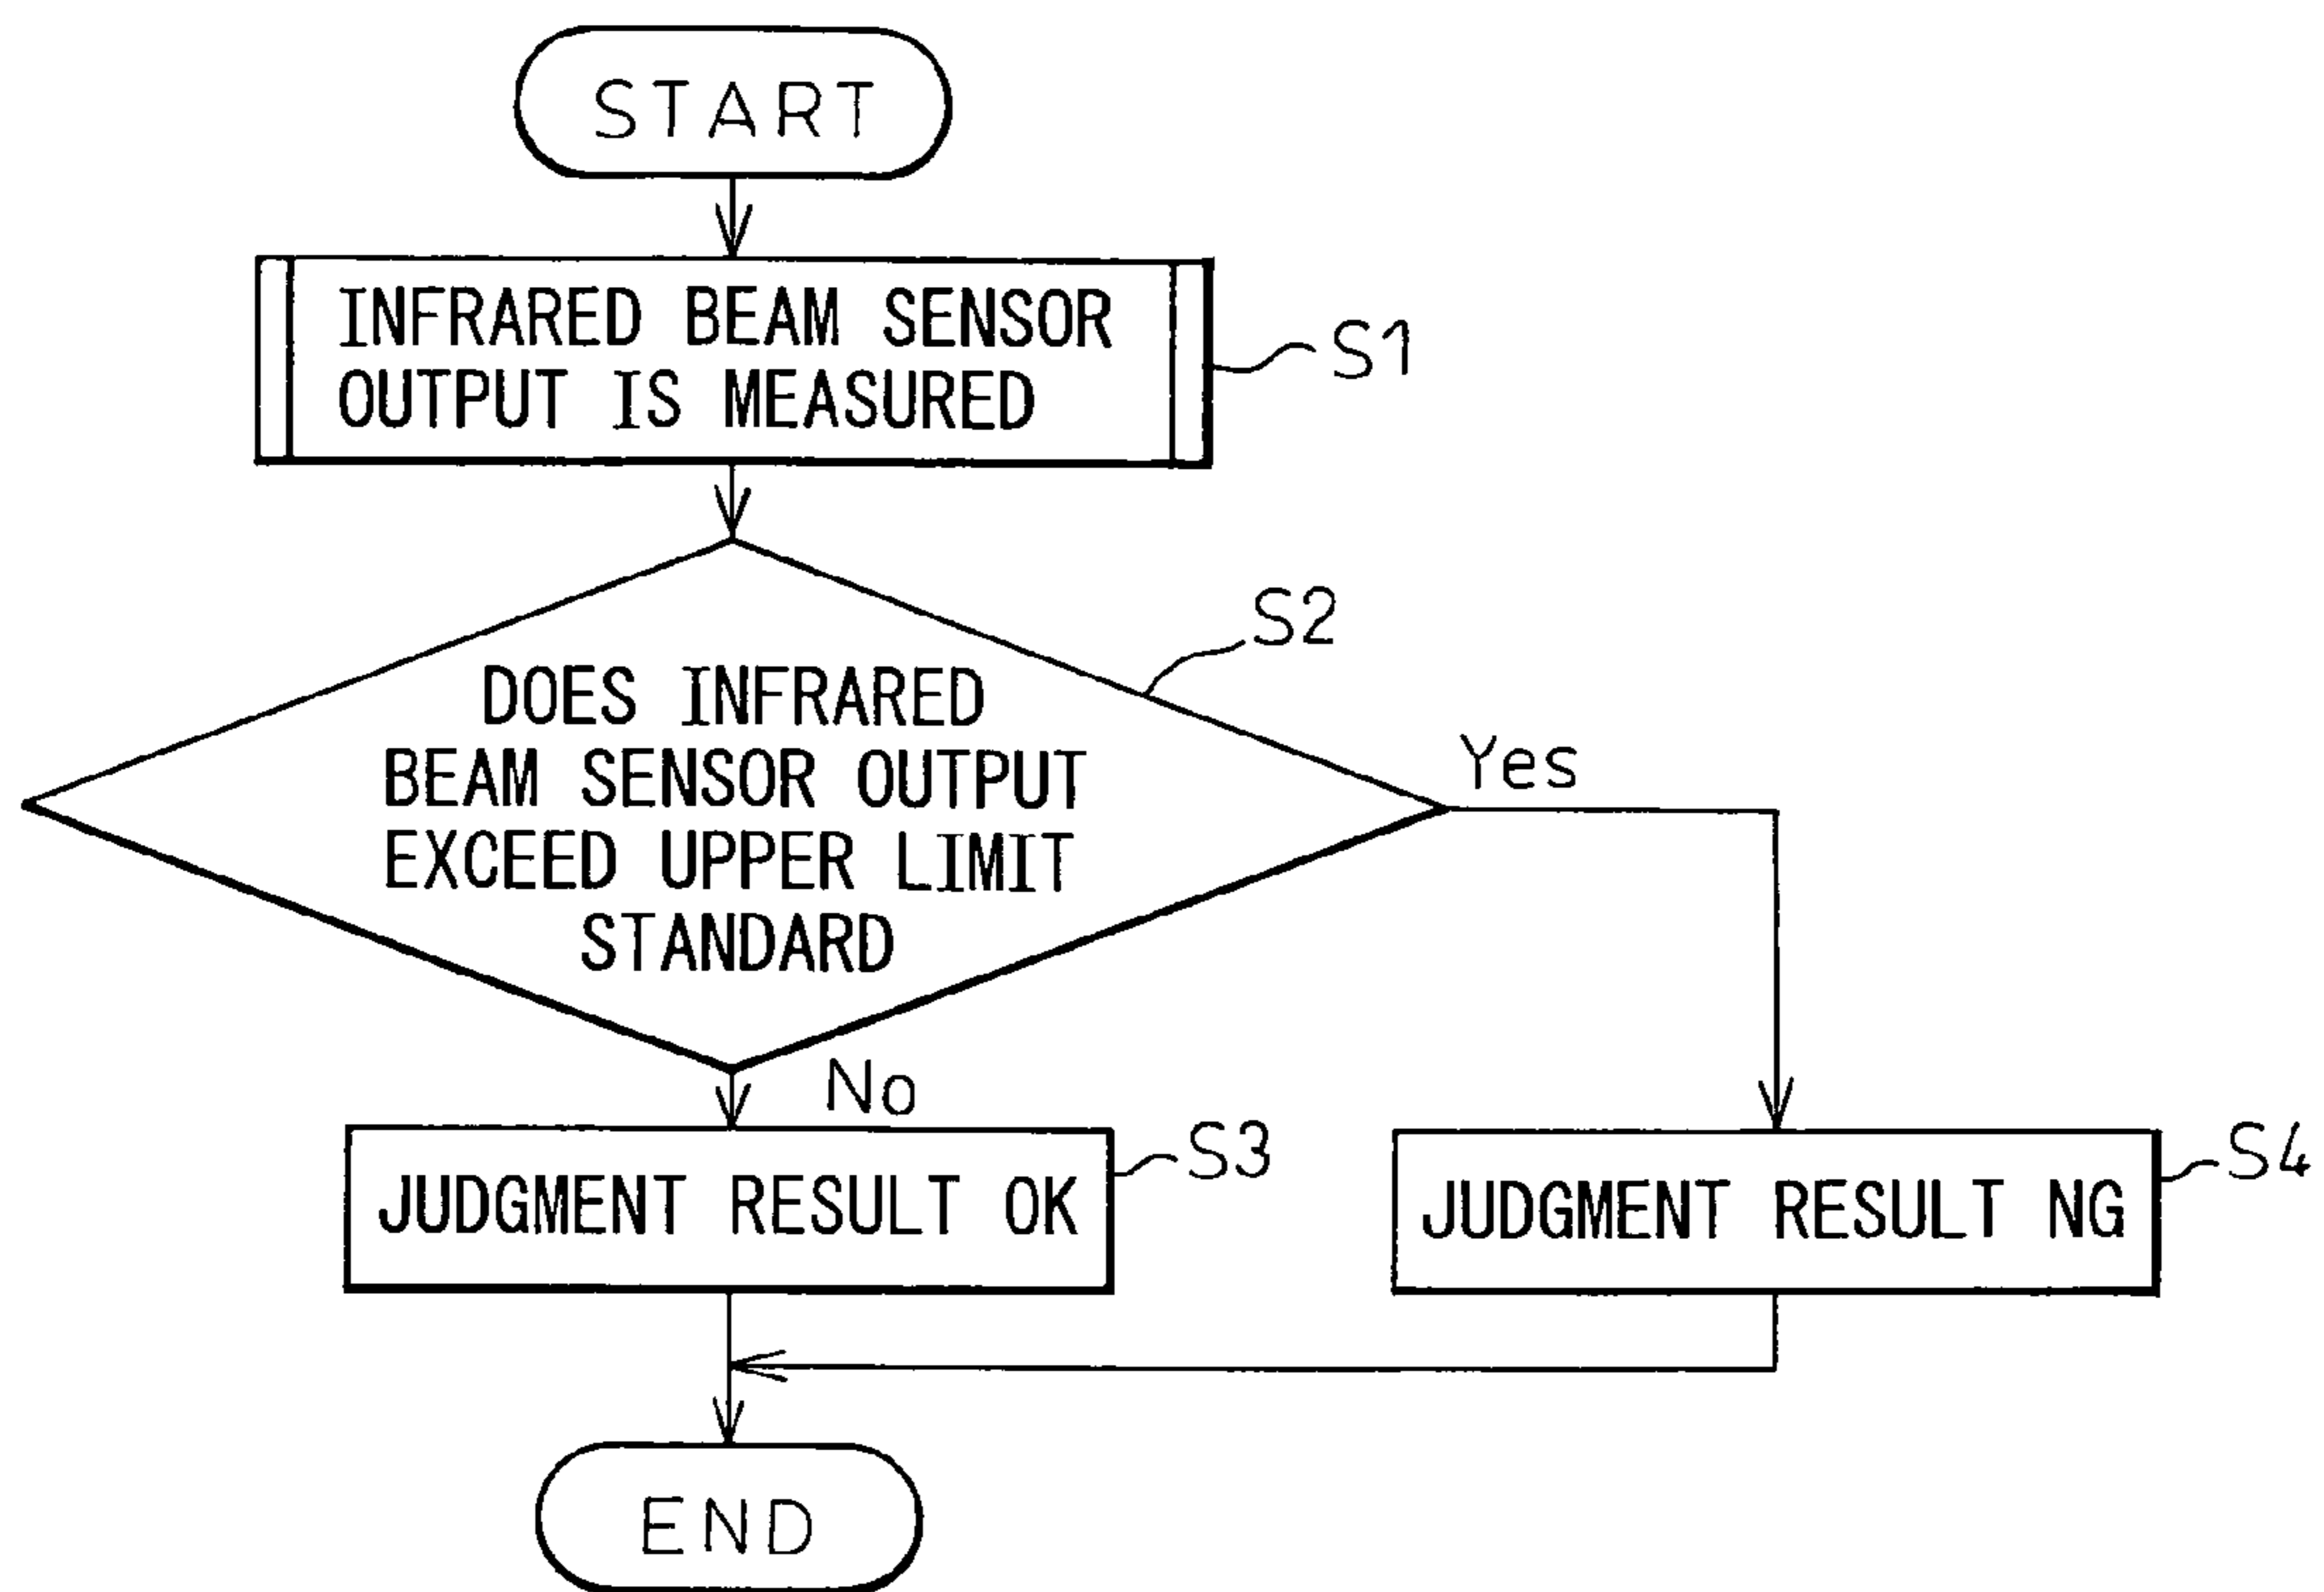 START
INFRARED BEAM SENSOR
OUTPUT IS MEASURED
S1
DOES INFRARED
BEAM SENSOR OUTPUT
EXCEED UPPER LIMIT
STANDARD
S2
Yes
No
JUDGMENT RESULT OK
S3
JUDGMENT RESULT NG
S4
END